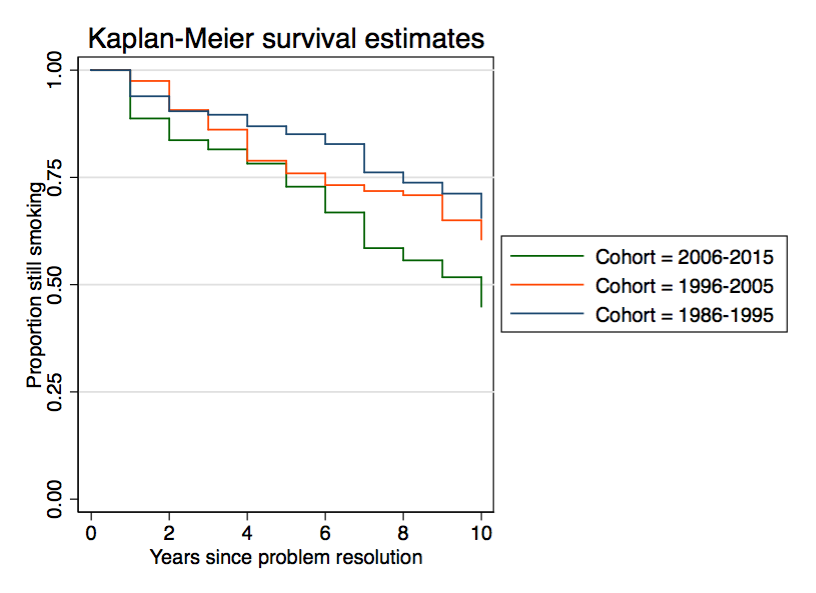 Kaplan-Meier survival estimates
Proportion still smoking
1.00
0.75
0.50
0.25
0.00
0 2 4 6 8 10
Years since problem resolution
Cohort = 2006-2015
Cohort = 1996-2005
Cohort = 1986-1995